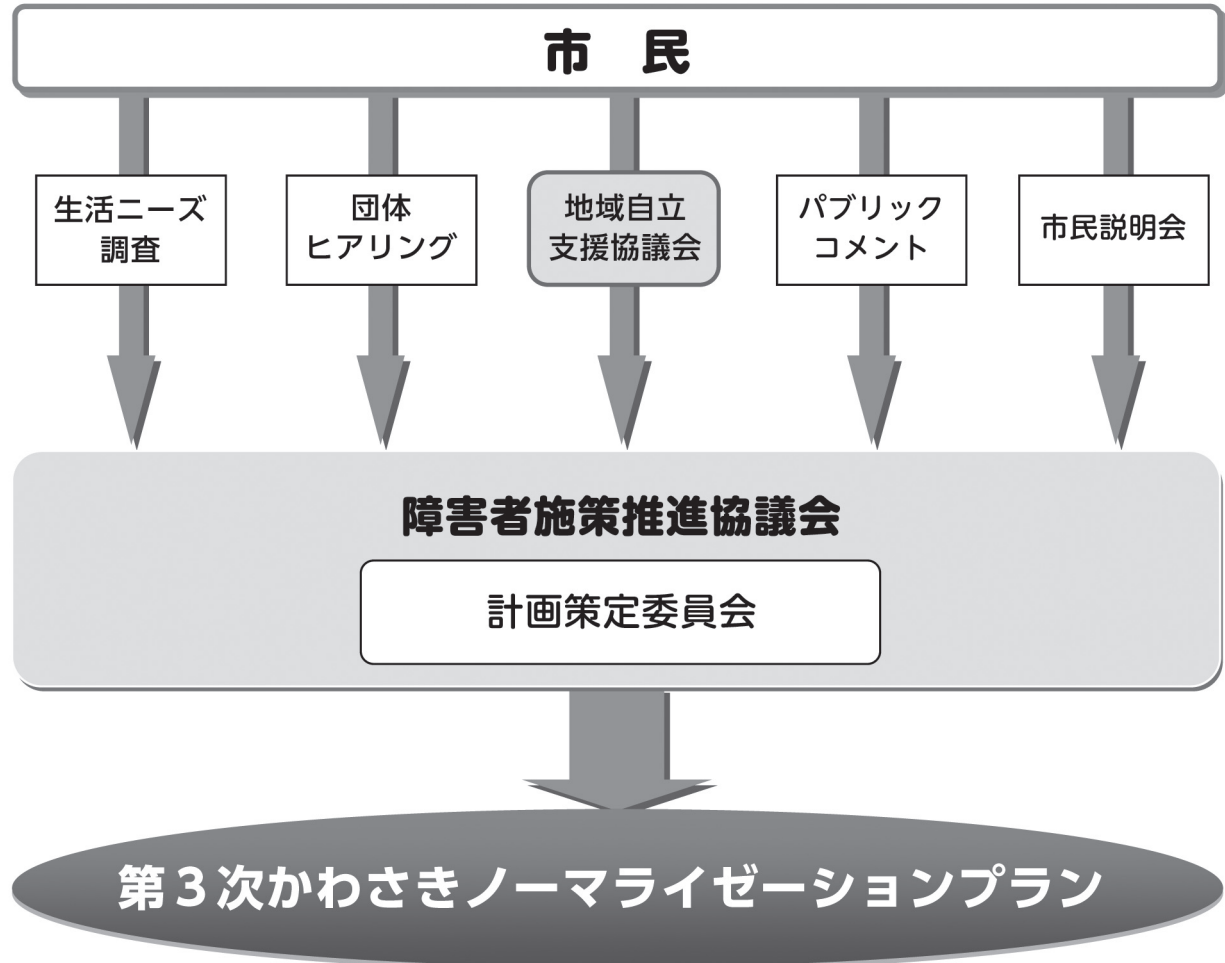 市　民
生活ニーズ
調査
団体
ヒアリング
地域自立
支援協議会
パブリック
コメント
市民説明会
障害者施策推進協議会
計画策定委員会
第３次かわさきノーマライゼーションプラン